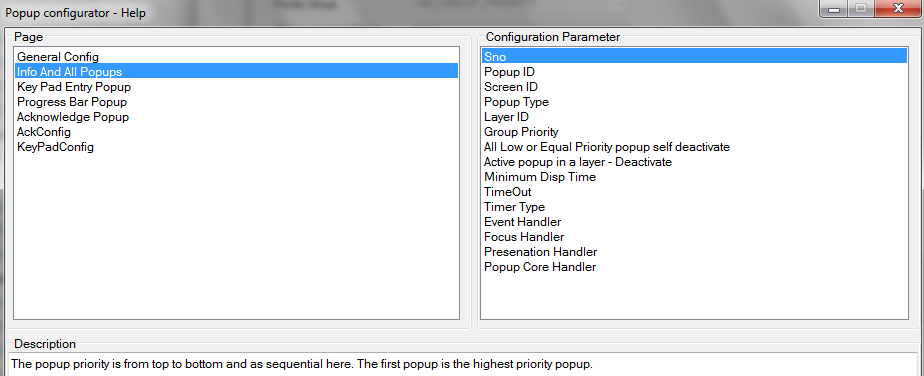 Popup configurator - Help
Page
General Config
Info And All Popups
Key Pad Entry Popup
Progress Bar Popup
Acknowledge Popup
AckConfig
KeyPadConfig
Configuration Parameter
Sno
Popup ID
Screen ID
Popup Type
Layer ID
Group Priority
All Low or Equal Priority popup self deactivate
Active popup in a layer - Deactivate
Minimum Disp Time
TimeOut
Timer Type
Event Handler
Focus Handler
Presenation Handler
Popup Core Handler
Description
The popup priority is from top to bottom and as sequential here. The first popup is the highest priority popup.